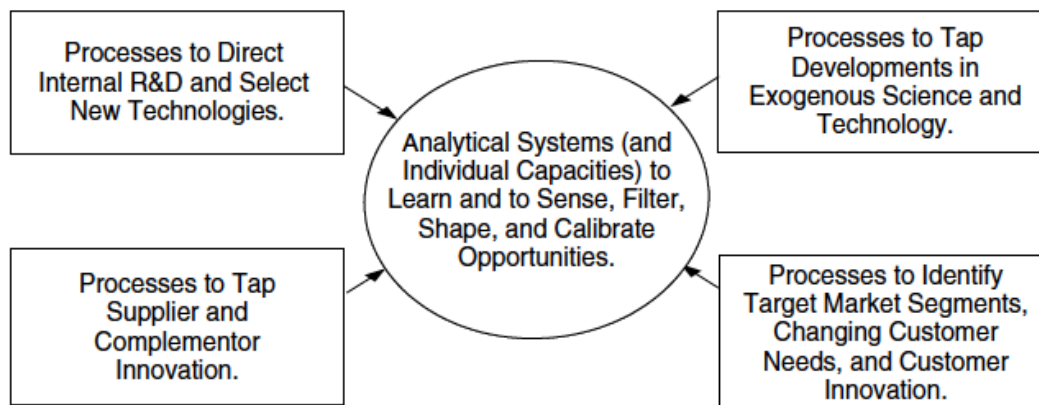 Processes to Direct
Internal R&D and Select
New Technologies.
Processes to Tap
Developments in
Exogenous Science and
Technology.
Analytical Systems (and
Individual Capacities) to
Learn and to Sense, Filter,
Shape, and Calibrate
Opportunities.
Processes to Tap
Supplier and
Complementor
Innovation.
Processes to Identify
Target Market Segments,
Changing Customer
Needs, and Customer
Innovation.